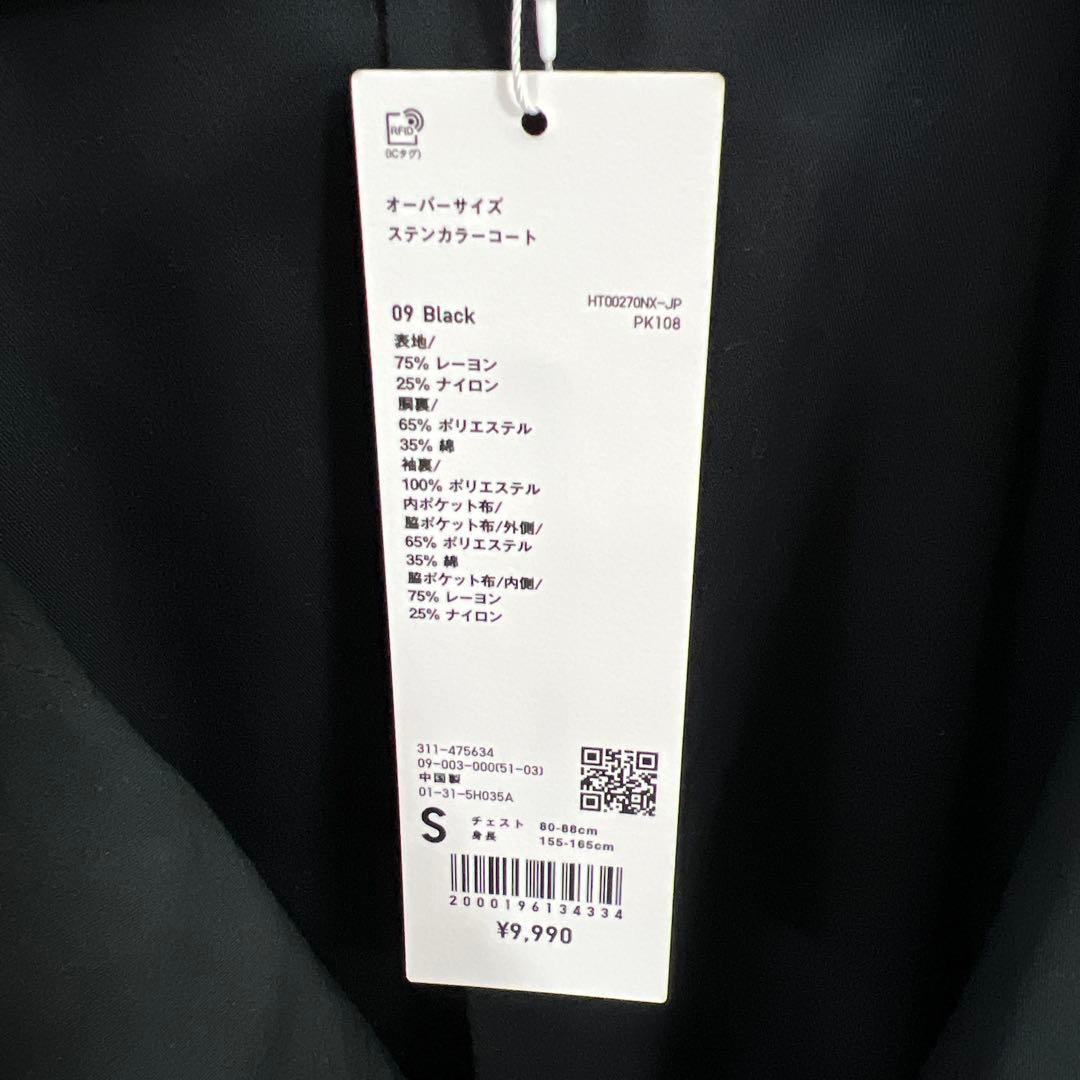 RFID
(ICタグ)
オーバーサイズ
ステンカラーコート
HT00270NX-JP
09 Black
PK108
表地/
75% レーヨン
25% ナイロン
胴裏/
65% ポリエステル
35% 綿
袖裏/
100% ポリエステル
内ポケット布/
脇ポケット布/外側/
65% ポリエステル
35% 綿
脇ポケット布/内側/
75% レーヨン
25% ナイロン
311-475634
09-003-000(51-03)
中国製
01-31-5H035A
S チェスト 80-88cm
身長 155-165cm
2000196134334
¥9,990